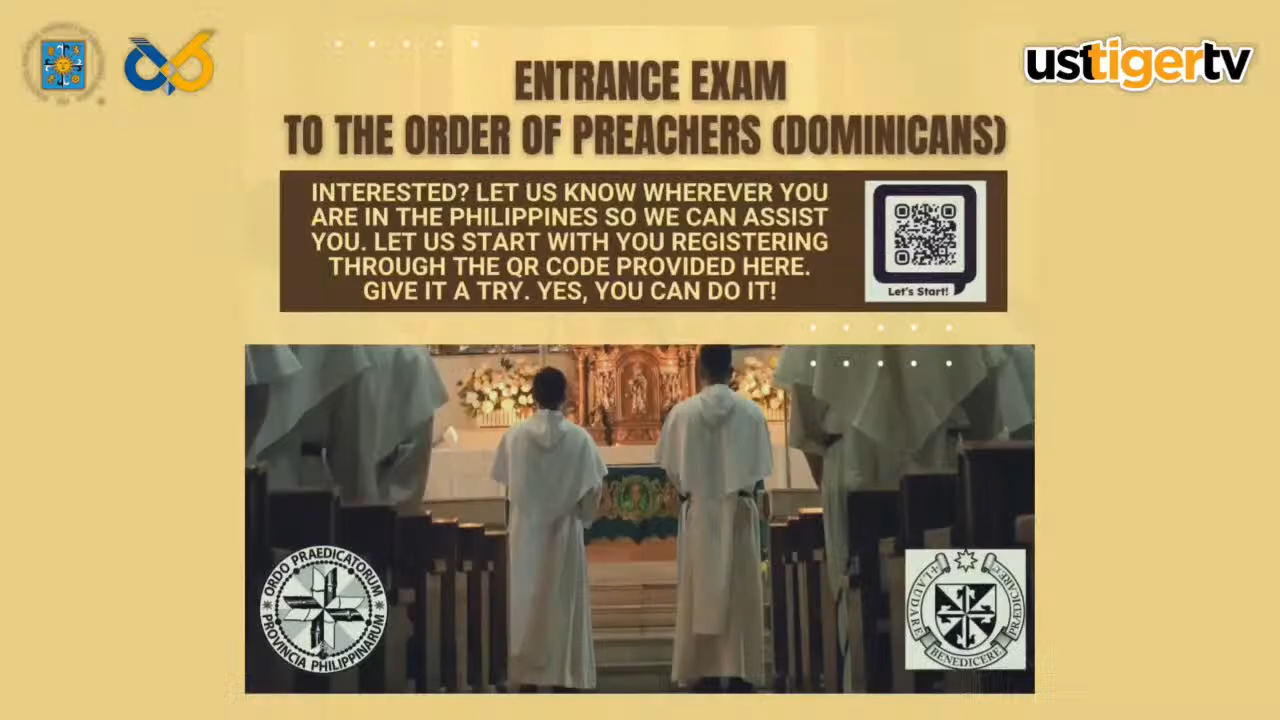 usttigertv
ENTRANCE EXAM
TO THE ORDER OF PREACHERS (DOMINICANS)
INTERESTED? LET US KNOW WHEREVER YOU
ARE IN THE PHILIPPINES SO WE CAN ASSIST
YOU. LET US START WITH YOU REGISTERING
THROUGH THE QR CODE PROVIDED HERE.
GIVE IT A TRY. YES, YOU CAN DO IT!
Let's Start!
ORDO PRAEDICATORUM
PROVINCIA PHILIPPINARUM
LAUDARE
BENEDICERE
PRÆDICARE